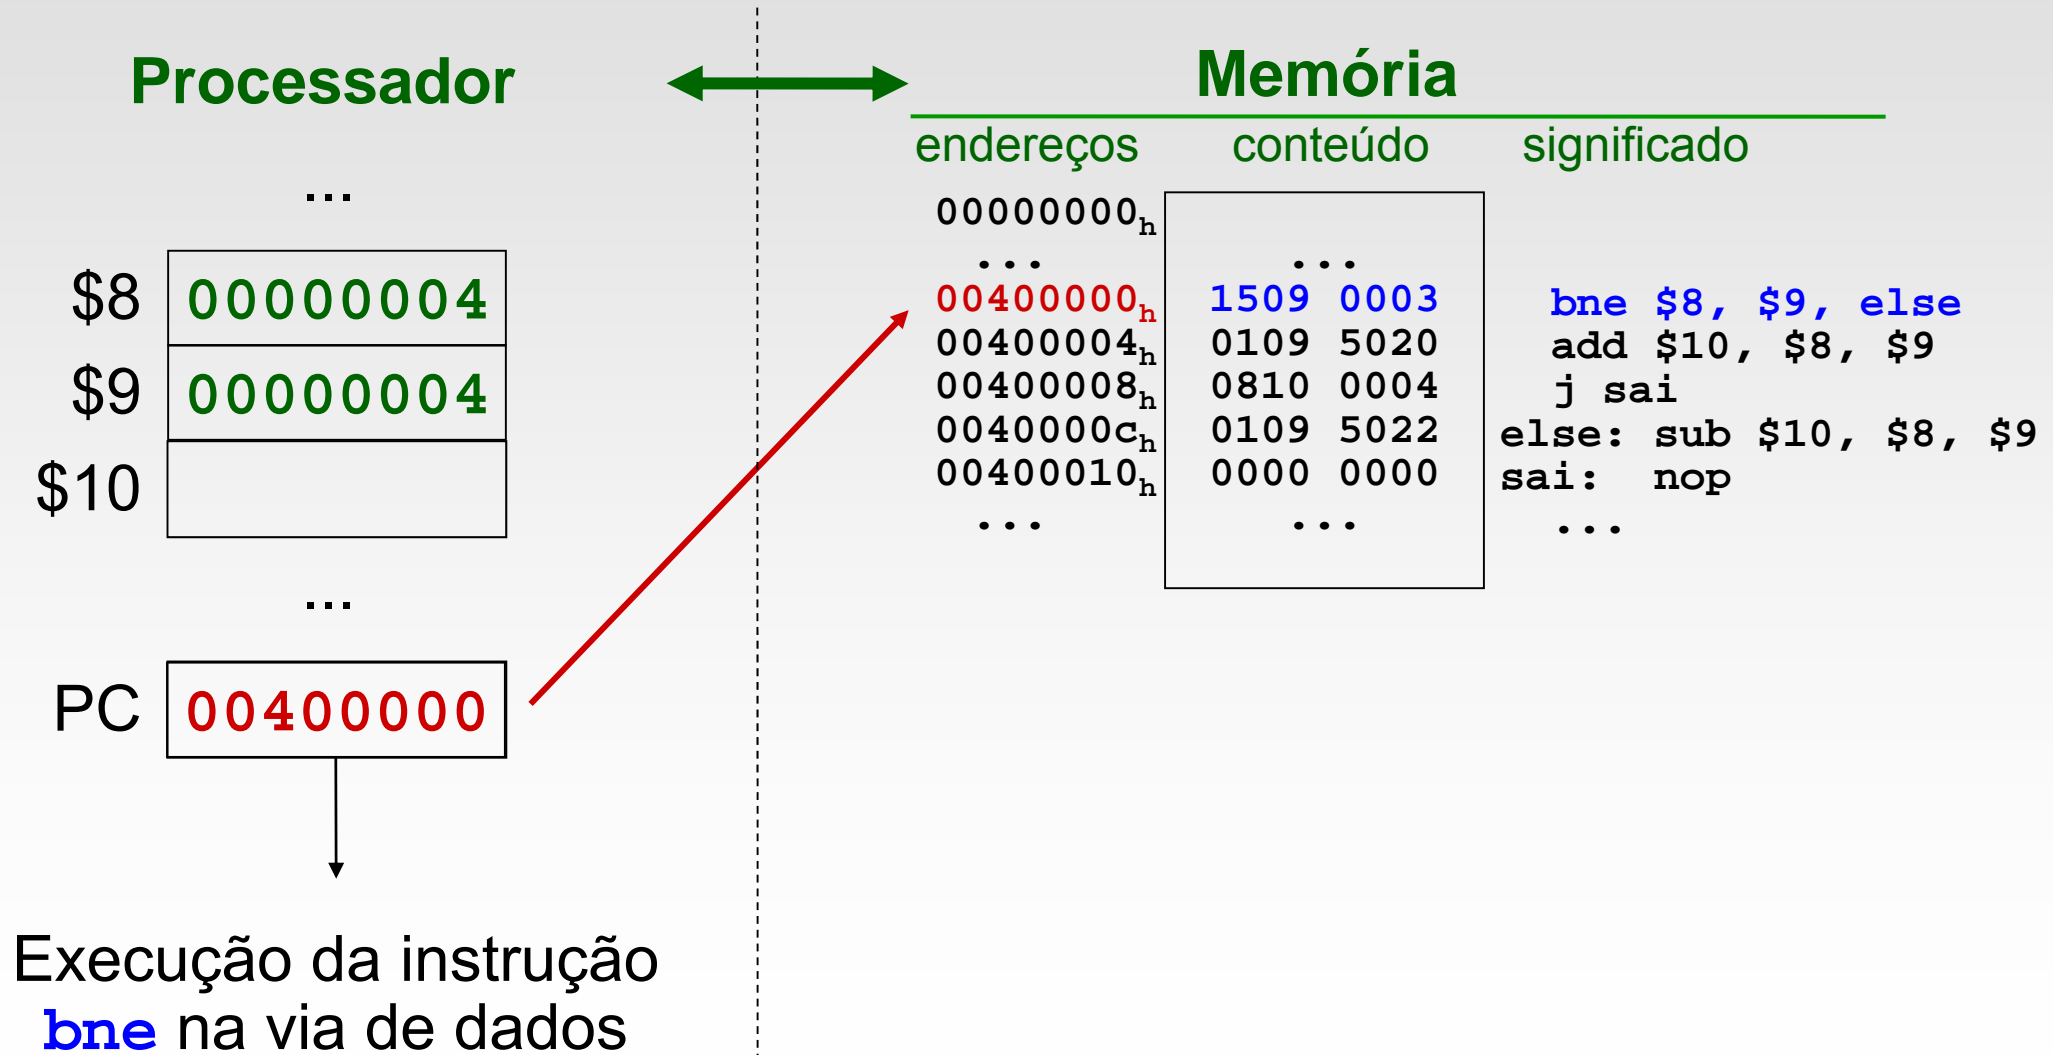 Processador
Memória
endereços conteúdo significado
...
00000000h
... ...
$8 00000004
00400000h 1509 0003 bne $8, $9, else
00400004h 0109 5020 add $10, $8, $9
$9 00000004
00400008h 0810 0004 j sai
0040000ch 0109 5022 else: sub $10, $8, $9
$10
00400010h 0000 0000 sai: nop
... ... ...
...
PC 00400000
Execução da instrução
bne na via de dados